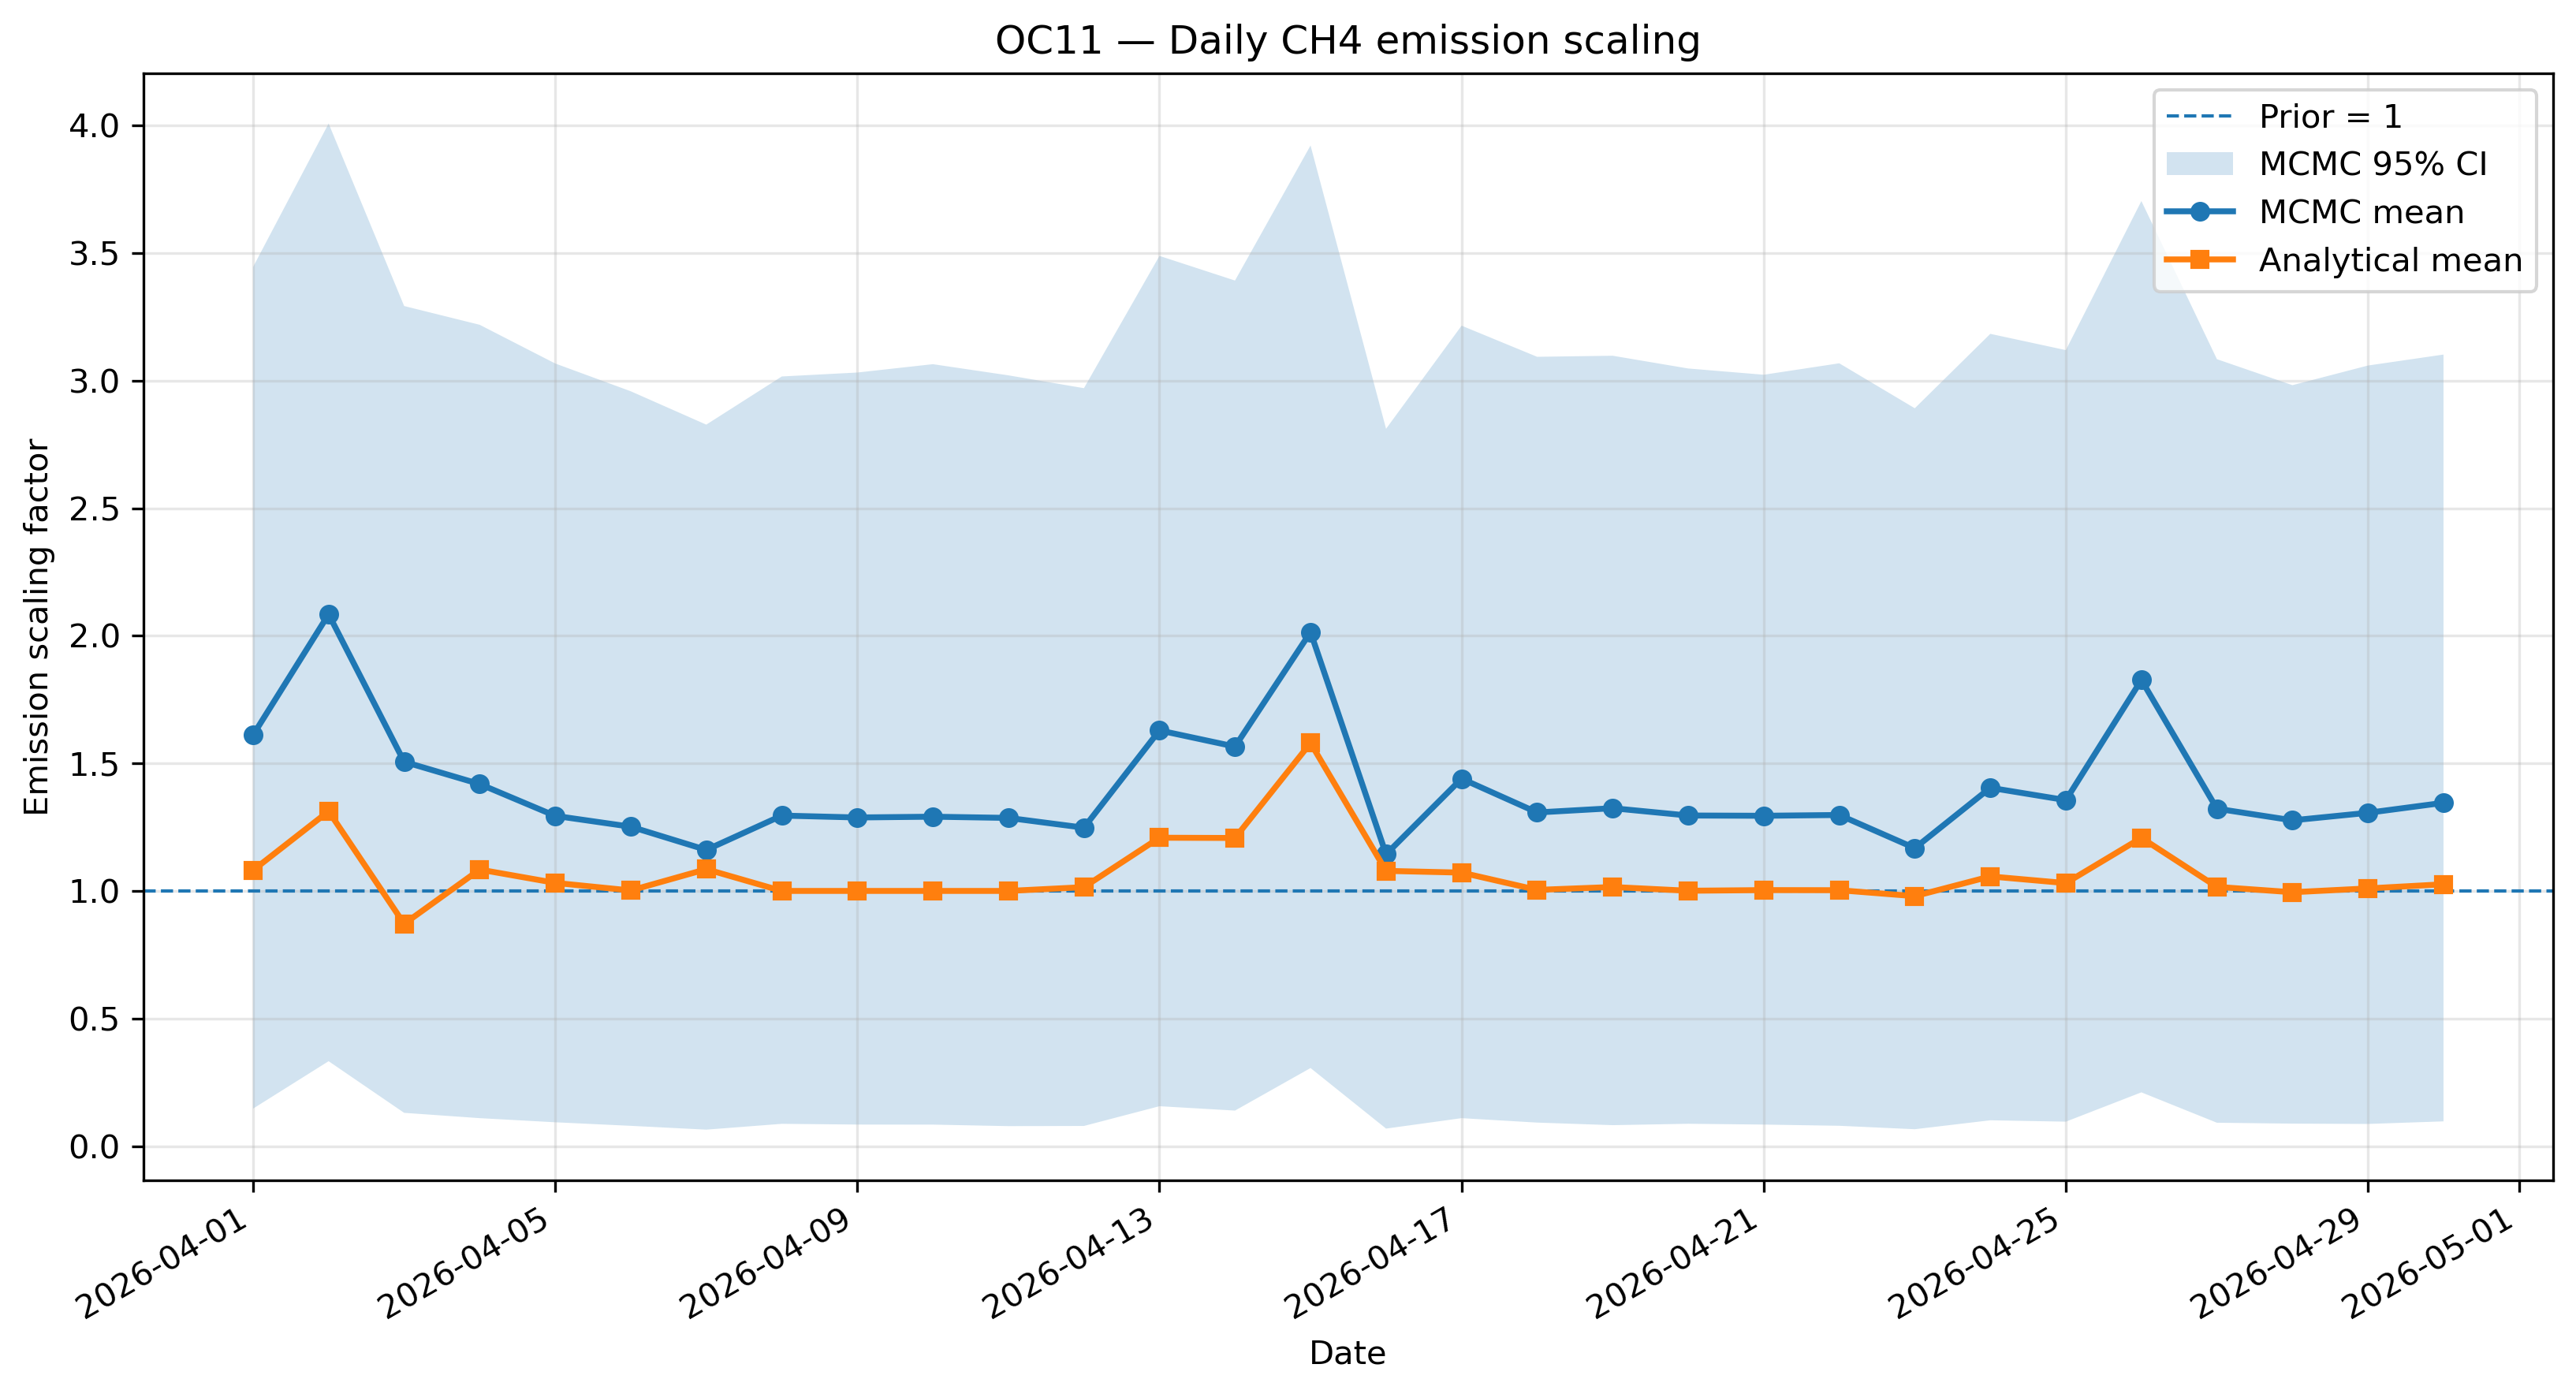 OC11 — Daily CH4 emission scaling
Prior = 1
MCMC 95% CI
MCMC mean
Analytical mean
Emission scaling factor
4.0
3.5
3.0
2.5
2.0
1.5
1.0
0.5
0.0
2026-04-01
2026-04-05
2026-04-09
2026-04-13
2026-04-17
2026-04-21
2026-04-25
2026-04-29
2026-05-01
Date